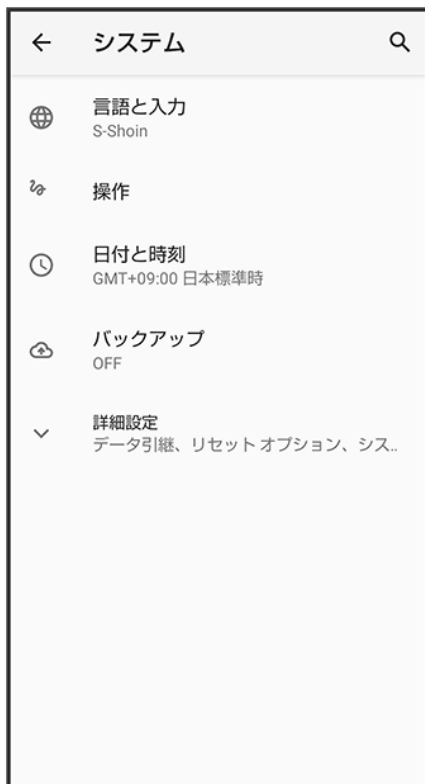 システム
言語と入力
S-Shoin
操作
日付と時刻
GMT+09:00 日本標準時
バックアップ
OFF
詳細設定
データ引継、リセット オプション、シス..